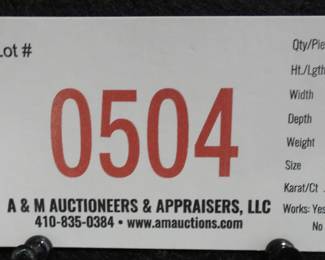 Lot #
0504
A & M AUCTIONEERS & APPRAISERS, LLC
410-835-0384 • www.amauctions.com
Qty/Pie
Ht./Lgth
Width
Depth
Weight
Size
Karat/Ct
Works: Yes
No